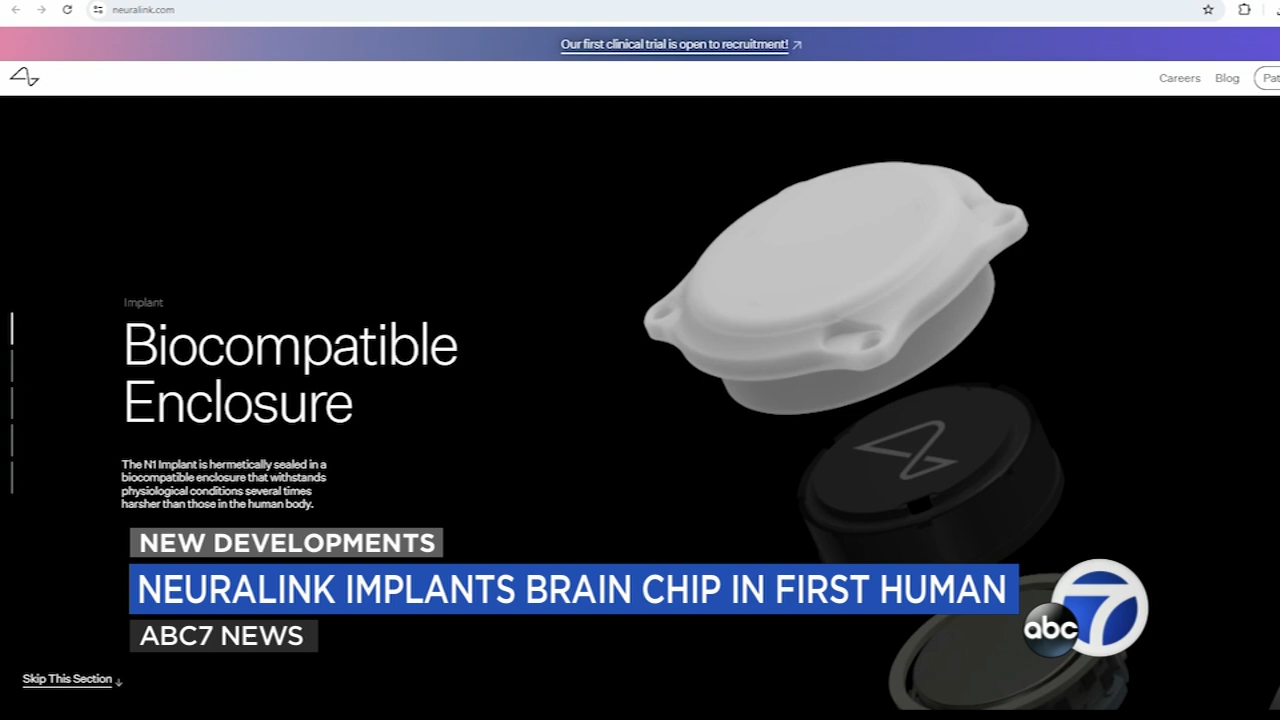 neuralink.com
Our first clinical trial is open to recruitment!
Careers Blog Pat
Implant
Biocompatible
Enclosure
The N1 Implant is hermetically sealed in a
biocompatible enclosure that withstands
physiological conditions several times
harsher than those in the human body.
NEW DEVELOPMENTS
NEURALINK IMPLANTS BRAIN CHIP IN FIRST HUMAN
ABC7 NEWS
abc 7
Skip This Section